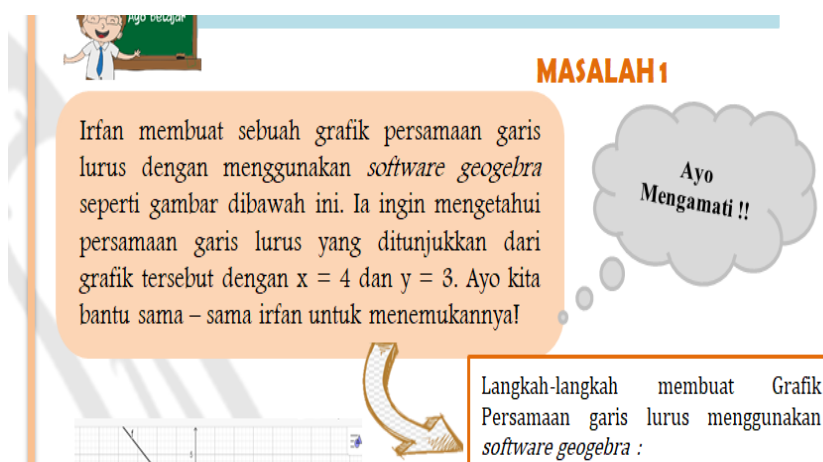 Ayo belajar
MASALAH 1
Irfan membuat sebuah grafik persamaan garis
lurus dengan menggunakan software geogebra
seperti gambar dibawah ini. Ia ingin mengetahui
persamaan garis lurus yang ditunjukkan dari
grafik tersebut dengan x = 4 dan y = 3. Ayo kita
bantu sama – sama irfan untuk menemukannya!
Ayo
Mengamati !!
Langkah-langkah membuat Grafik
Persamaan garis lurus menggunakan
software geogebra :